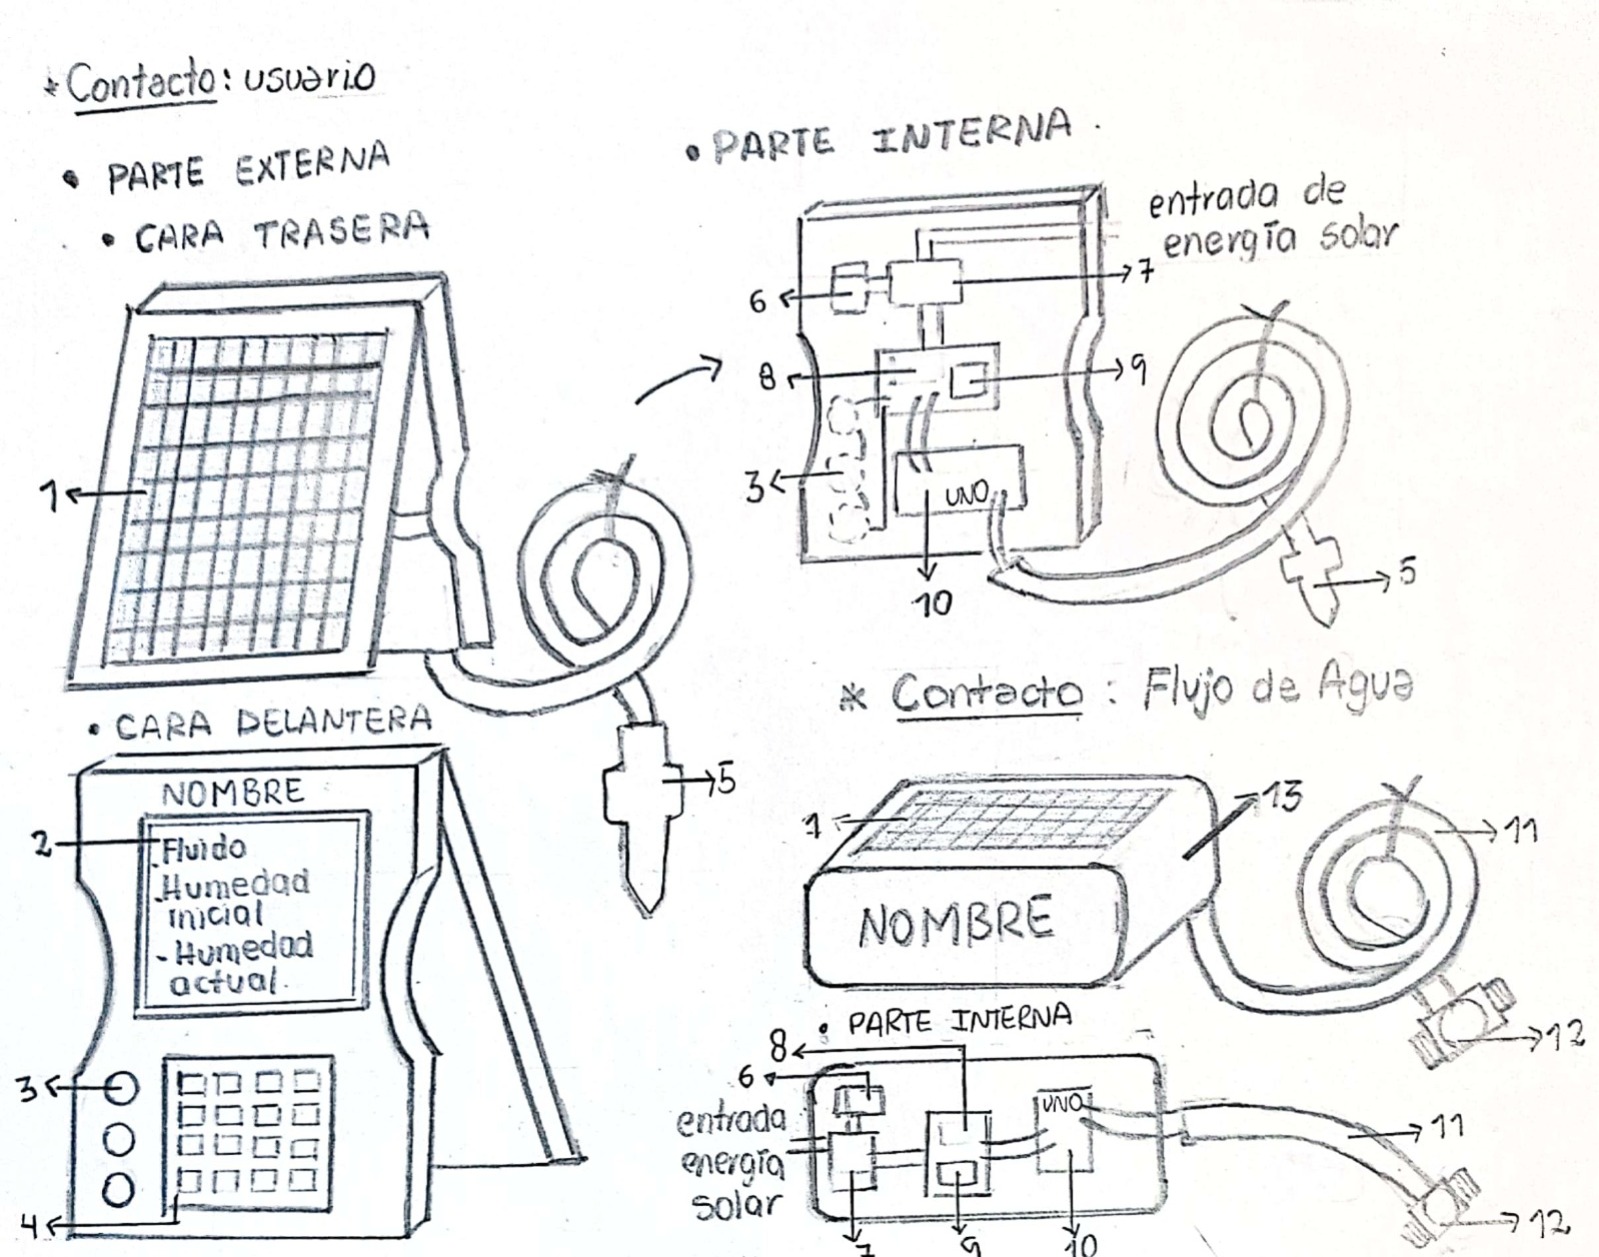 * Contacto: usuario
• PARTE EXTERNA
• CARA TRASERA
1
5
• CARA DELANTERA
NOMBRE
2
Fluido
Humedad
inicial
- Humedad
actual.
3
4
• PARTE INTERNA.
entrada de
energía solar
6
7
8
9
3
UNO
10
5
* Contacto: Flujo de Agua
1
13
11
NOMBRE
12
• PARTE INTERNA
8
6
entrada
energía
solar
UNO
11
7
9
10
12